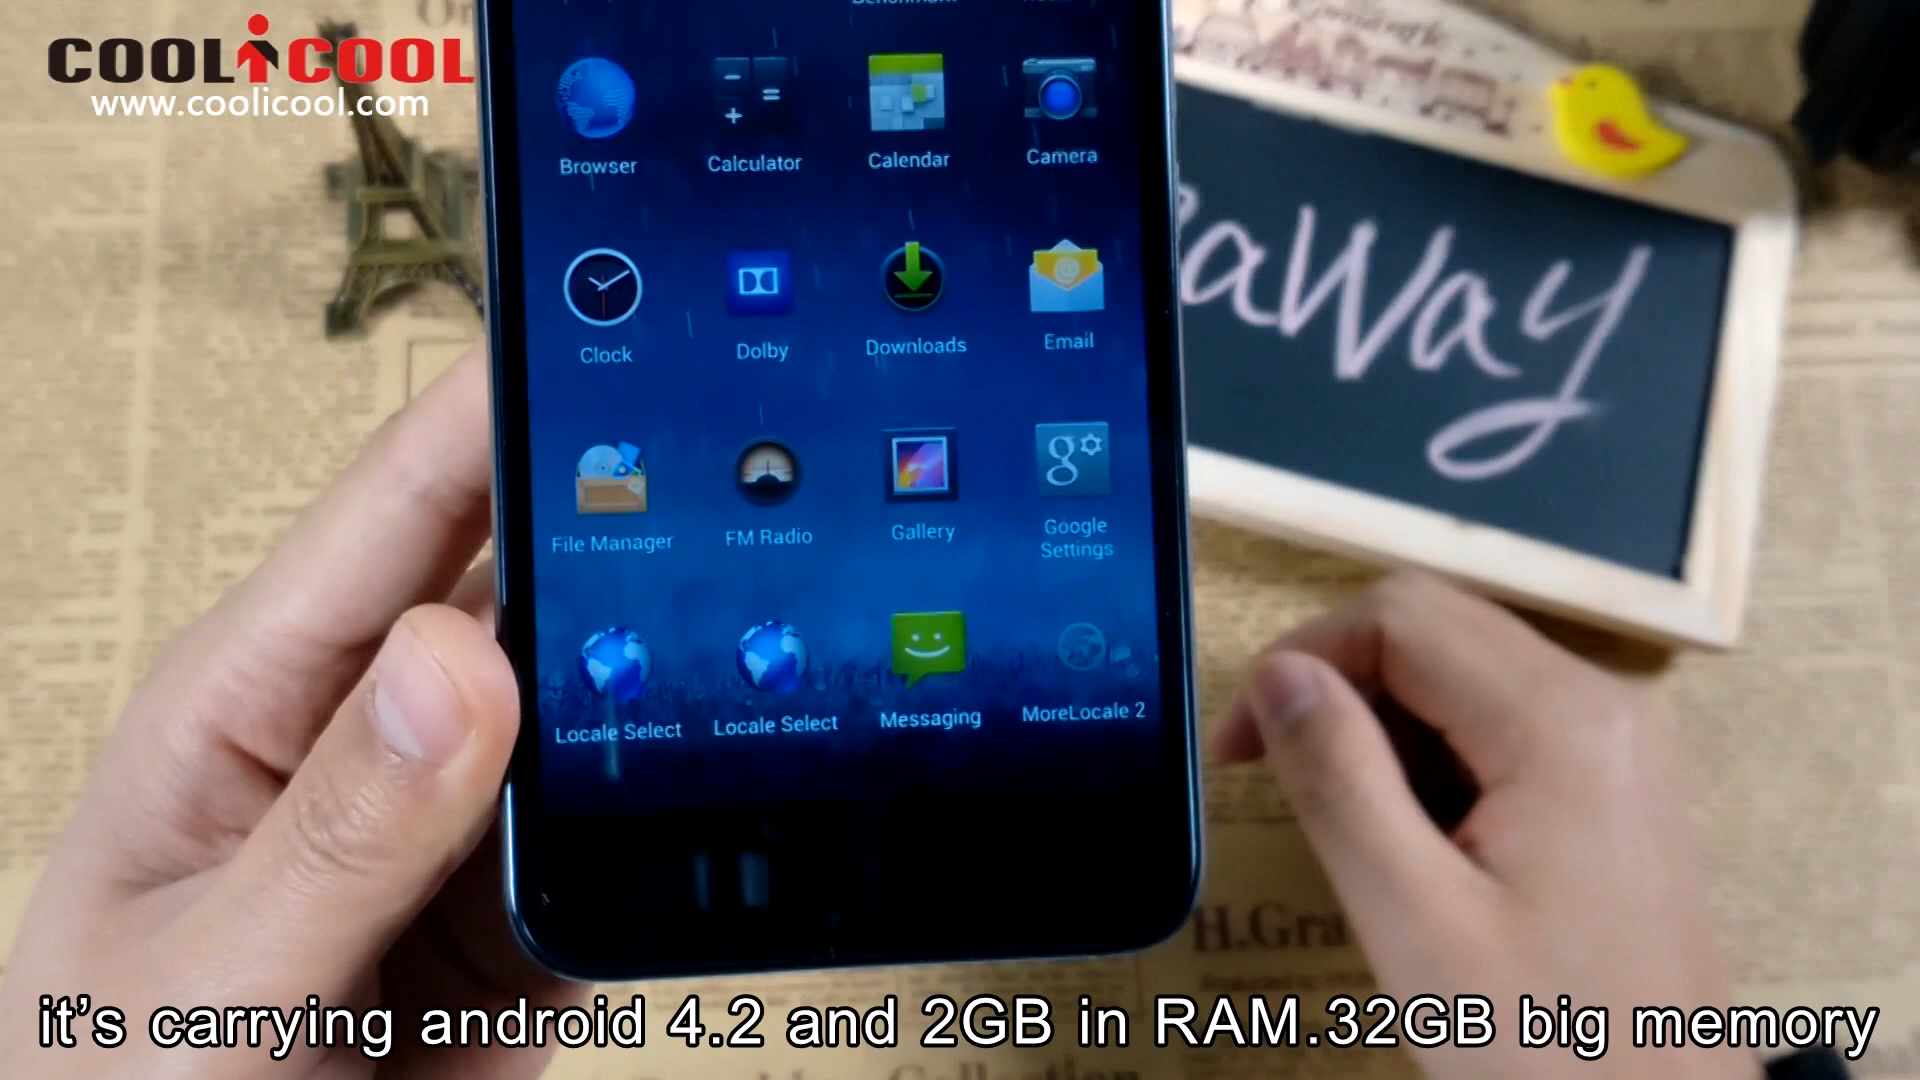 COOLiCOOL
www.coolicool.com
Browser
Calculator
Calendar
Camera
Clock
Dolby
Downloads
Email
File Manager
FM Radio
Gallery
Google
Settings
Locale Select
Locale Select
Messaging
MoreLocale 2
aWay
H.Gra
it's carrying android 4.2 and 2GB in RAM.32GB big memory